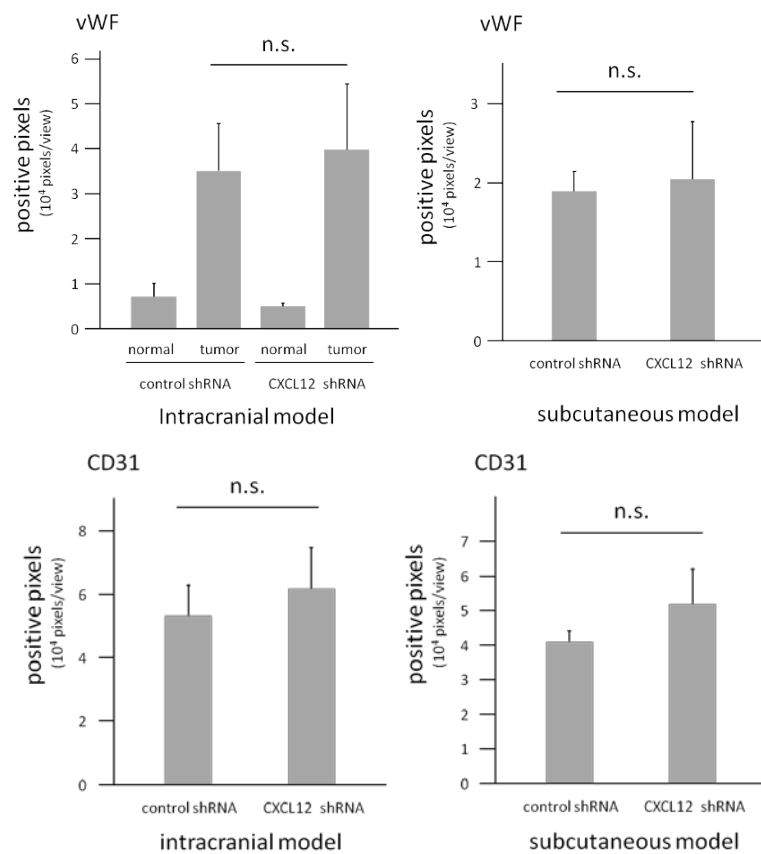 vWF
n.s.
positive pixels
(10⁴ pixels/view)
6
5
4
3
2
1
0
normal tumor normal tumor
control shRNA CXCL12 shRNA
Intracranial model
vWF
n.s.
positive pixels
(10⁴ pixels/view)
3
2
1
0
control shRNA CXCL12 shRNA
subcutaneous model
CD31
n.s.
positive pixels
(10⁴ pixels/view)
8
6
4
2
0
control shRNA CXCL12 shRNA
intracranial model
CD31
n.s.
positive pixels
(10⁴ pixels/view)
7
6
5
4
3
2
1
0
control shRNA CXCL12 shRNA
subcutaneous model